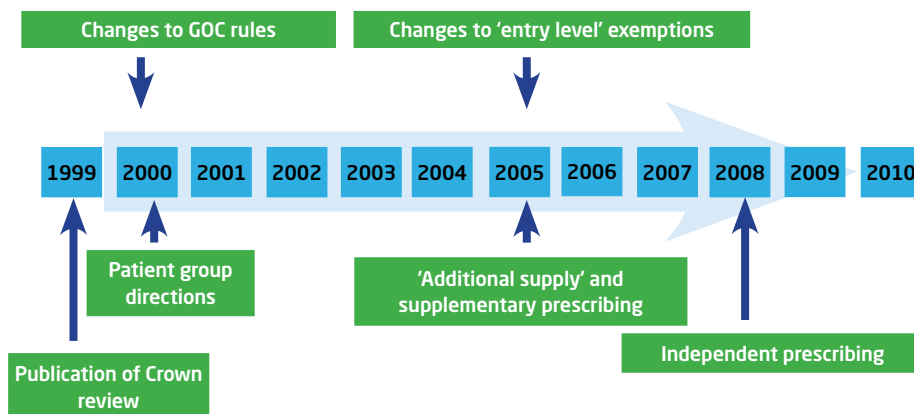 Changes to GOC rules
Changes to ‘entry level’ exemptions
1999 2000 2001 2002 2003 2004 2005 2006 2007 2008 2009 2010
Patient group
directions
‘Additional supply’ and
supplementary prescribing
Independent prescribing
Publication of Crown
review